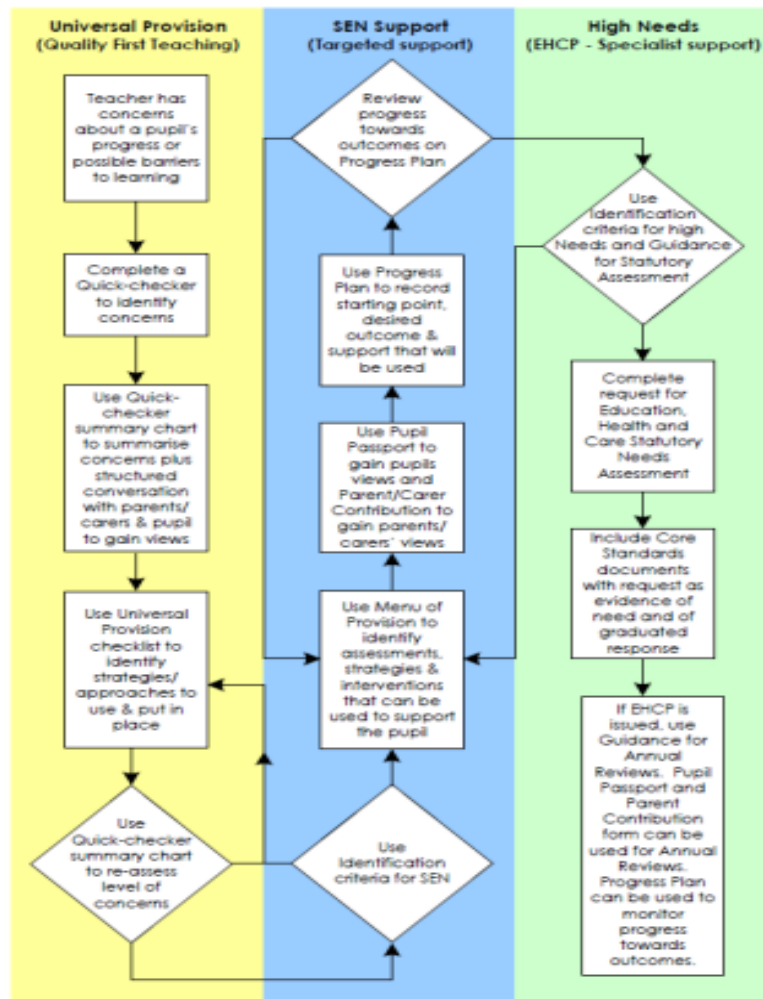 Universal Provision
(Quality First Teaching)
Teacher has
concerns
about a pupil's
progress or
possible barriers
to learning
Complete a
Quick-checker
to identify
concerns
Use Quick-
checker
summary chart
to summarise
concerns plus
structured
conversation
with parents/
carers & pupil
to gain views
Use Universal
Provision
checklist to
identify
strategies/
approaches to
use & put in
place
Use
Quick-checker
summary chart
to re-assess
level of
concerns
SEN Support
(Targeted support)
Review
progress
towards
outcomes on
Progress Plan
Use Progress
Plan to record
starting point,
desired
outcome &
support that will
be used
Use Pupil
Passport to
gain pupils
views and
Parent/Carer
Contribution to
gain parents/
carers' views
Use Menu of
Provision to
identify
assessments,
strategies &
interventions
that can be
used to support
the pupil
Use
Identification
criteria for SEN
High Needs
(EHCP - Specialist support)
Use
Identification
criteria for high
Needs and Guidance
for Statutory
Assessment
Complete
request for
Education,
Health and
Care Statutory
Needs
Assessment
Include Core
Standards
documents
with request as
evidence of
need and of
graduated
response
If EHCP is
issued, use
Guidance for
Annual
Reviews. Pupil
Passport and
Parent
Contribution
form can be
used for Annual
Reviews.
Progress Plan
can be used to
monitor
progress
towards
outcomes.